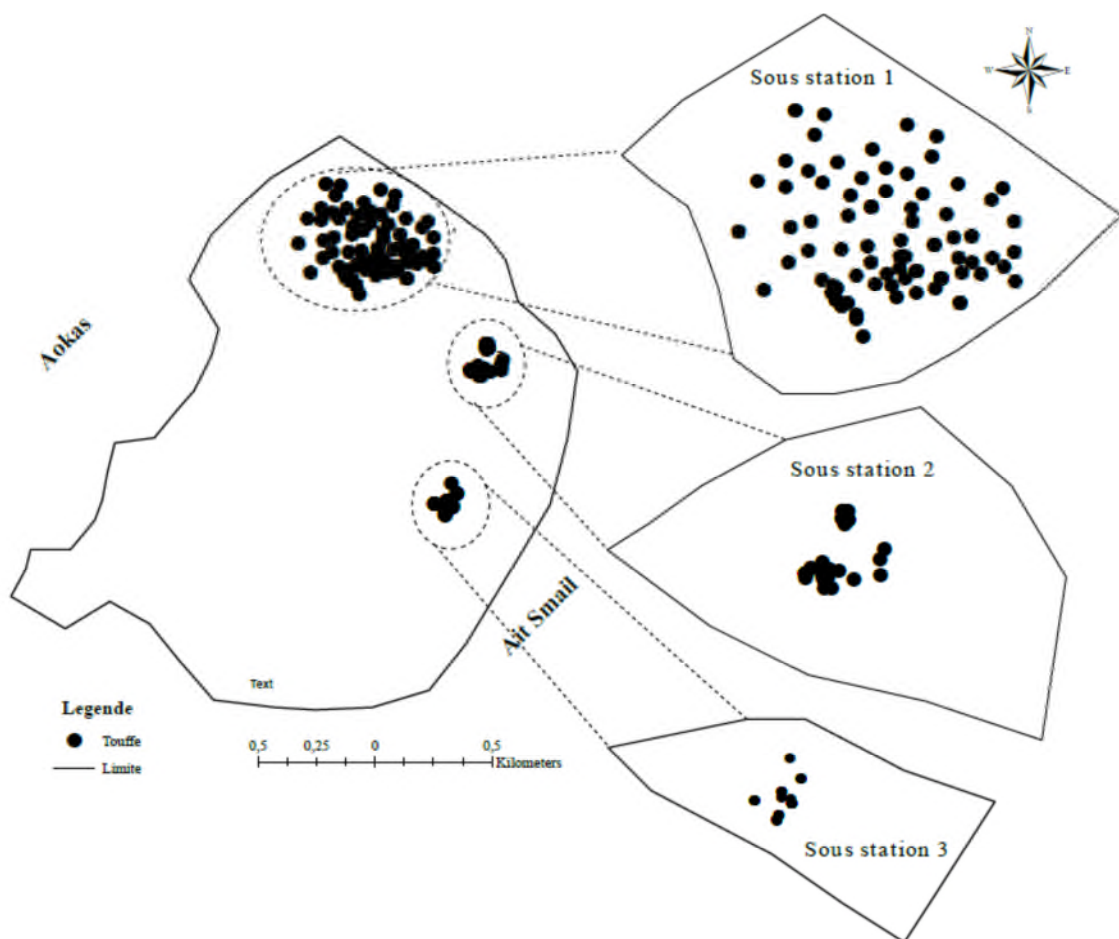 Sous station 1
N
W E
S
Aokas
Sous station 2
Ait Smail
Text
Legende
Touffe
Limite
0,5 0,25 0 0,5
Kilometers
Sous station 3